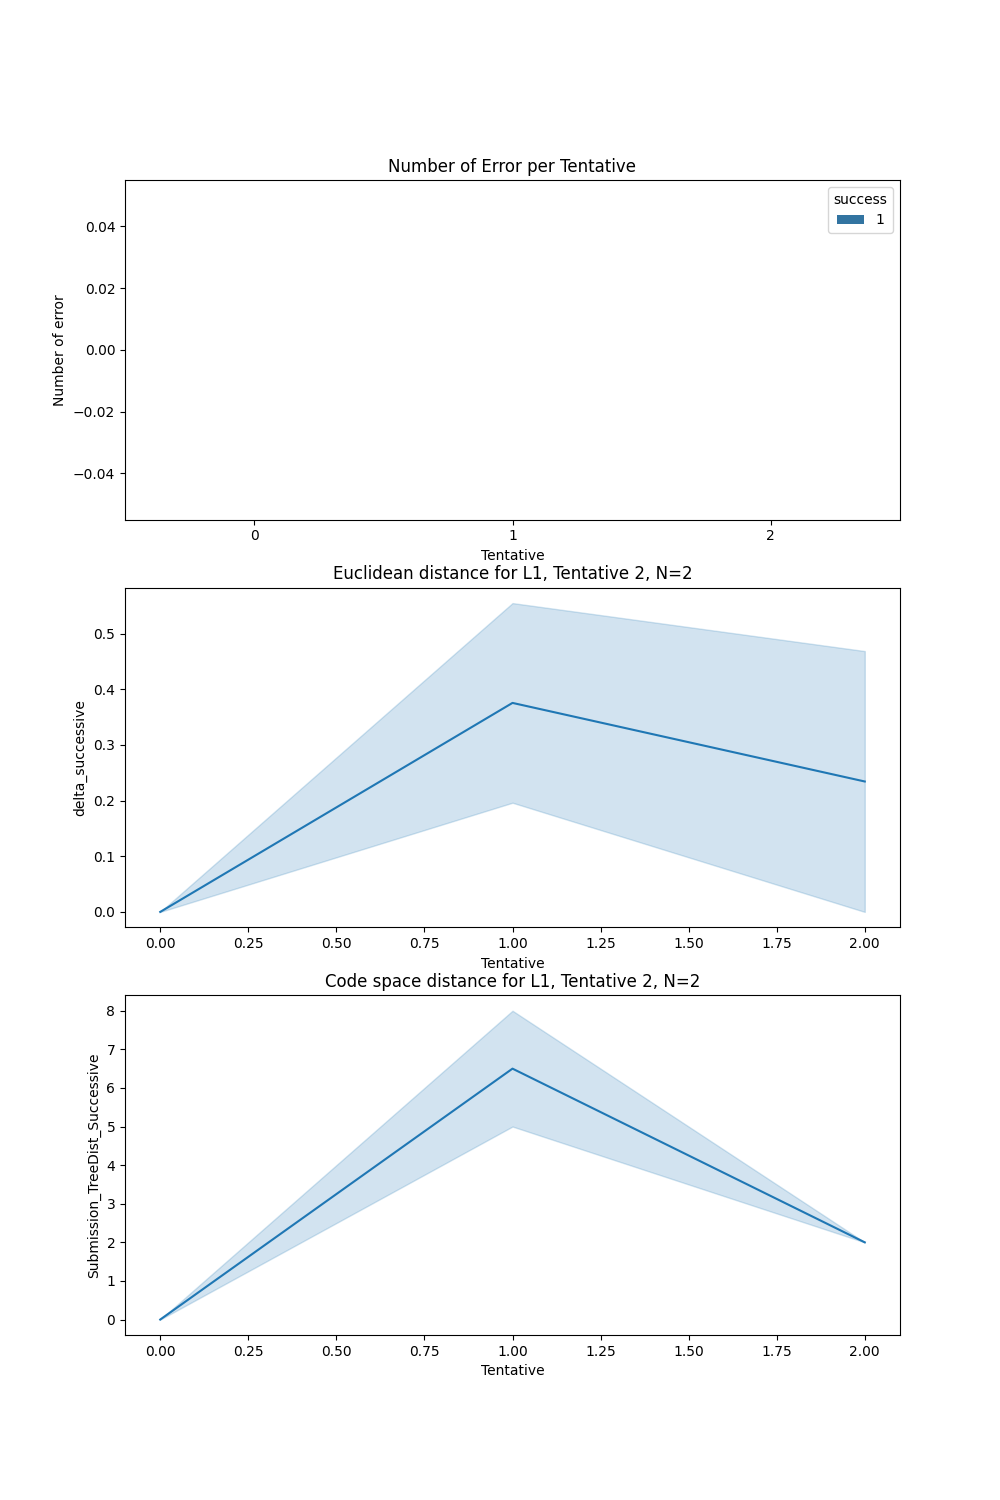 Number of Error per Tentative
success
1
0.04
0.02
0.00
−0.02
−0.04
Number of error
0 1 2
Tentative
Euclidean distance for L1, Tentative 2, N=2
0.5
0.4
0.3
0.2
0.1
0.0
delta_successive
0.00 0.25 0.50 0.75 1.00 1.25 1.50 1.75 2.00
Tentative
Code space distance for L1, Tentative 2, N=2
8
7
6
5
4
3
2
1
0
Submission_TreeDist_Successive
0.00 0.25 0.50 0.75 1.00 1.25 1.50 1.75 2.00
Tentative